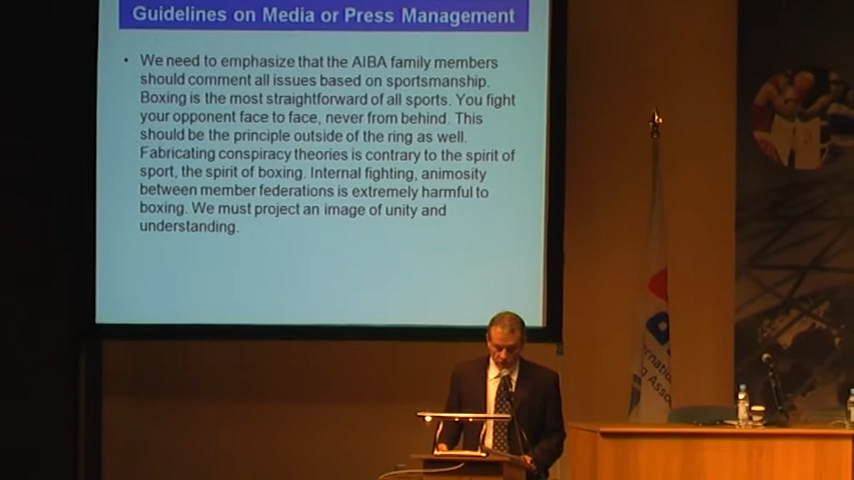 Guidelines on Media or Press Management
• We need to emphasize that the AIBA family members
should comment all issues based on sportsmanship.
Boxing is the most straightforward of all sports. You fight
your opponent face to face, never from behind. This
should be the principle outside of the ring as well.
Fabricating conspiracy theories is contrary to the spirit of
sport, the spirit of boxing. Internal fighting, animosity
between member federations is extremely harmful to
boxing. We must project an image of unity and
understanding.